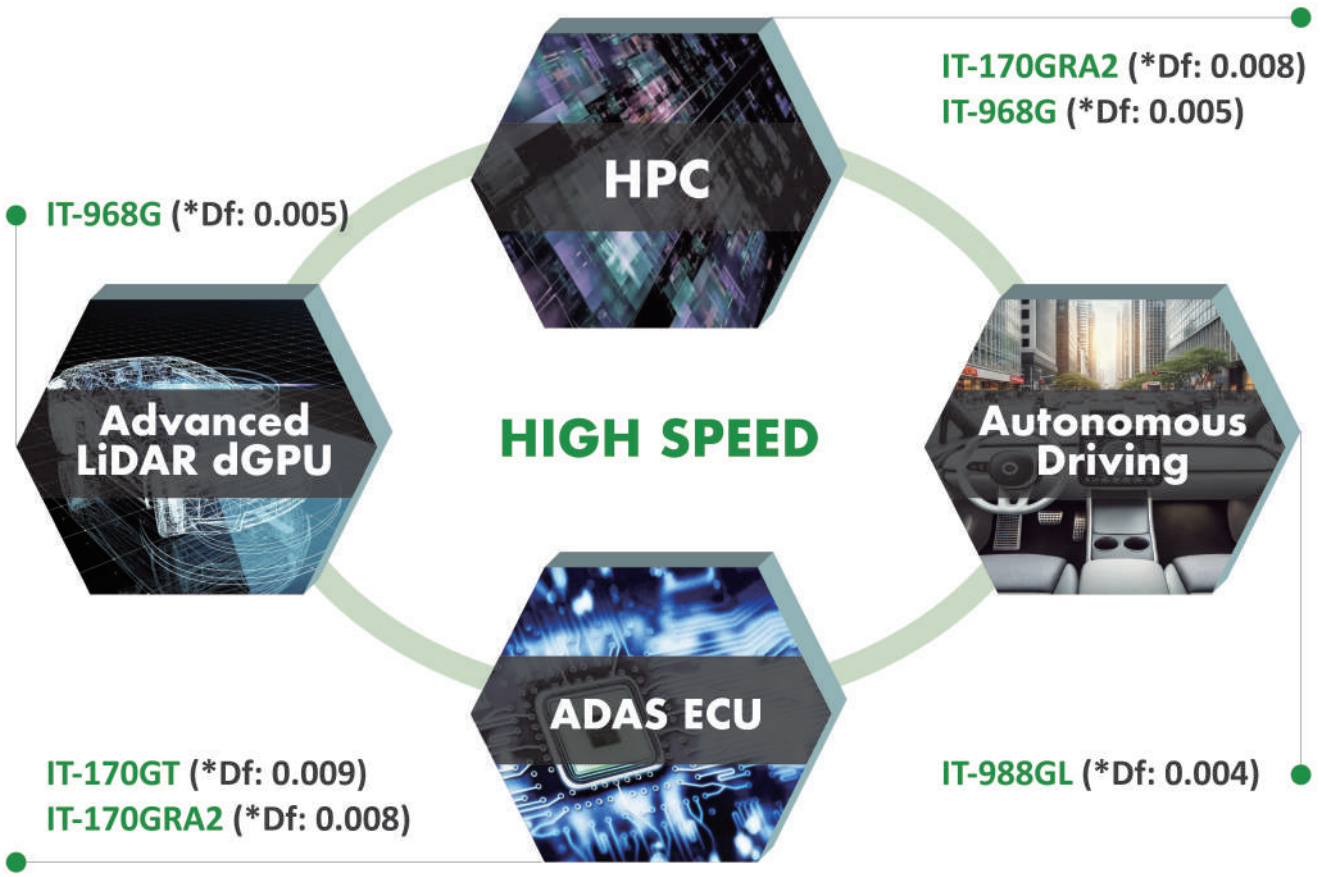 IT-170GRA2 (*Df: 0.008)
IT-968G (*Df: 0.005)
HPC
IT-968G (*Df: 0.005)
Advanced
LiDAR dGPU
HIGH SPEED
Autonomous
Driving
ADAS ECU
IT-170GT (*Df: 0.009)
IT-170GRA2 (*Df: 0.008)
IT-988GL (*Df: 0.004)